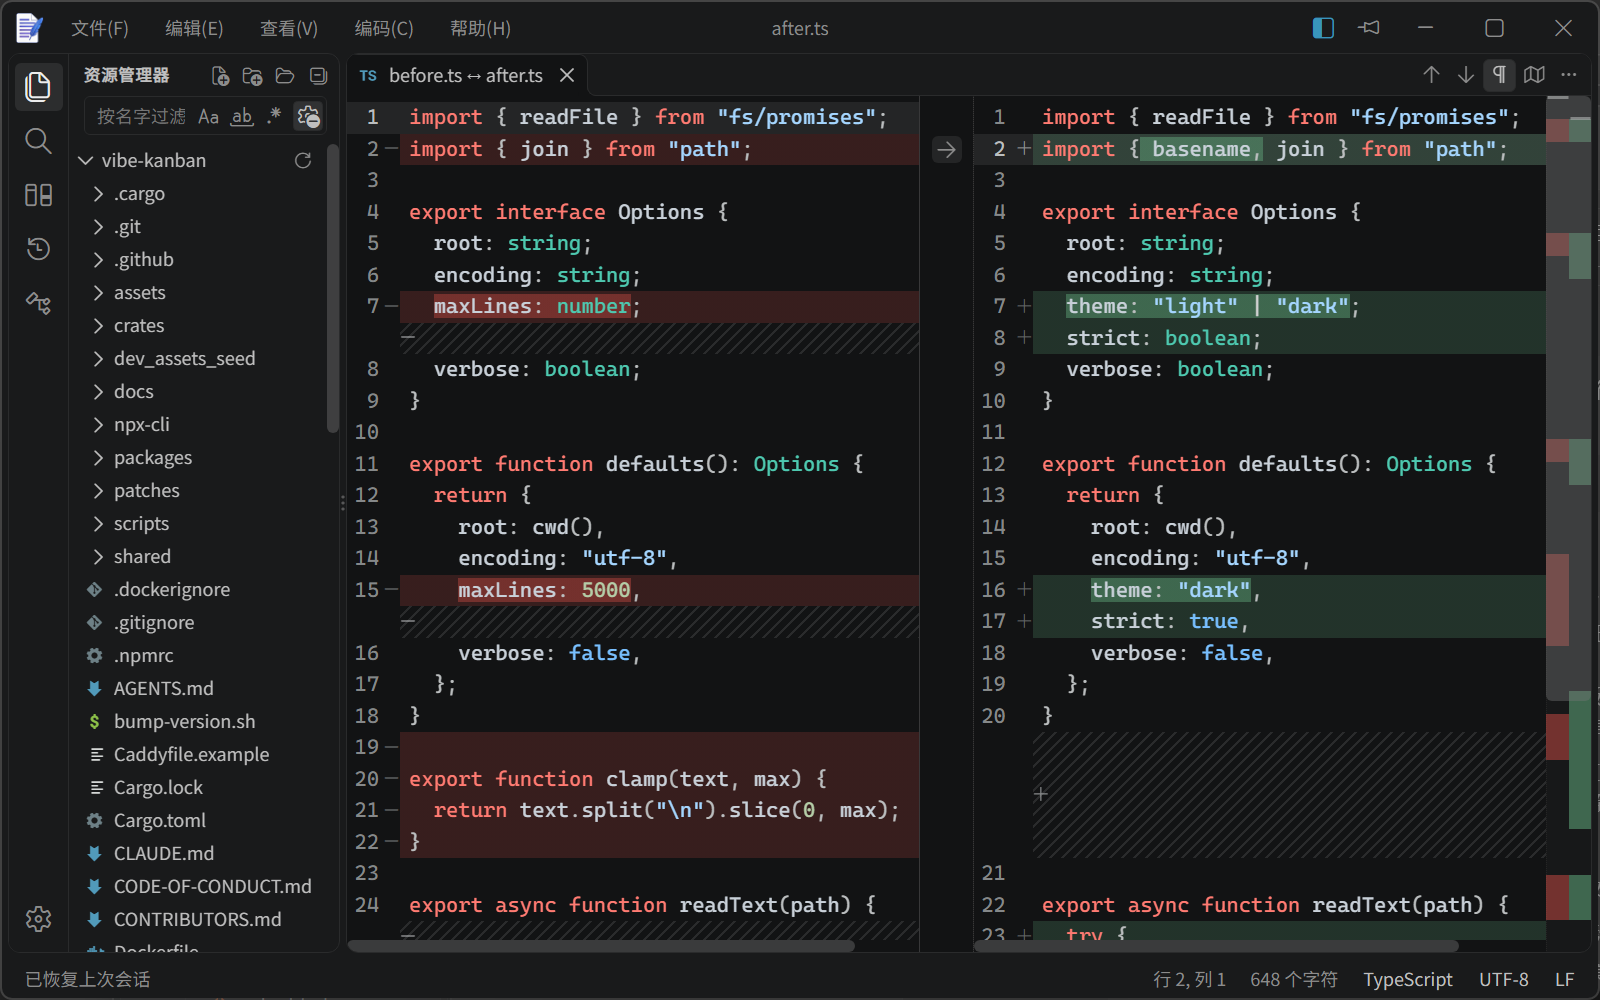 文件(F) 编辑(E) 查看(V) 编码(C) 帮助(H) after.ts
资源管理器
按名字过滤 Aa ab .*
vibe-kanban
.cargo
.git
.github
assets
crates
dev_assets_seed
docs
npx-cli
packages
patches
scripts
shared
.dockerignore
.gitignore
.npmrc
AGENTS.md
bump-version.sh
Caddyfile.example
Cargo.lock
Cargo.toml
CLAUDE.md
CODE-OF-CONDUCT.md
CONTRIBUTORS.md
Dockerfile
TS before.ts↔after.ts
1 import { readFile } from "fs/promises";
2 import { join } from "path";
3
4 export interface Options {
5 root: string;
6 encoding: string;
7 maxLines: number;
8 verbose: boolean;
9 }
10
11 export function defaults(): Options {
12 return {
13 root: cwd(),
14 encoding: "utf-8",
15 maxLines: 5000,
16 verbose: false,
17 };
18 }
19
20 export function clamp(text, max) {
21 return text.split("\n").slice(0, max);
22 }
23
24 export async function readText(path) {
1 import { readFile } from "fs/promises";
2 + import { basename, join } from "path";
3
4 export interface Options {
5 root: string;
6 encoding: string;
7 + theme: "light" | "dark";
8 + strict: boolean;
9 verbose: boolean;
10 }
11
12 export function defaults(): Options {
13 return {
14 root: cwd(),
15 encoding: "utf-8",
16 + theme: "dark",
17 + strict: true,
18 verbose: false,
19 };
20 }
21
22 export async function readText(path) {
23 + try {
已恢复上次会话
行 2, 列 1 648 个字符 TypeScript UTF-8 LF